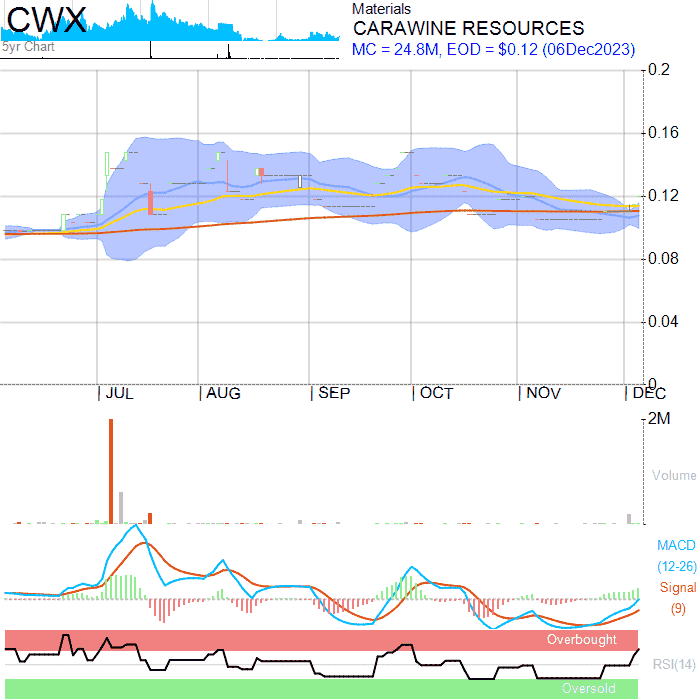 CWX
5yr Chart
Materials
CARAWINE RESOURCES
MC = 24.8M, EOD = $0.12 (06Dec2023)
0.2
0.16
0.12
0.08
0.04
0
JUL AUG SEP OCT NOV DEC
2M
Volume
MACD
(12-26)
Signal
(9)
Overbought
RSI(14)
Oversold